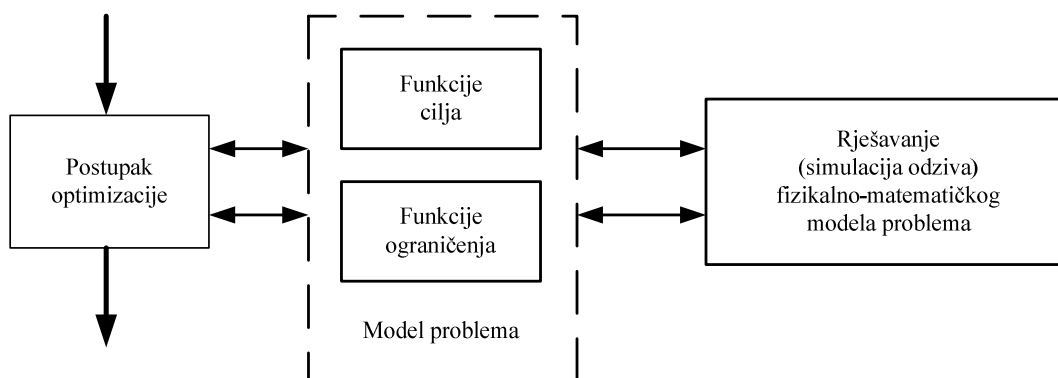 Postupak
optimizacije
Funkcije
cilja
Funkcije
ograničenja
Model problema
Rješavanje
(simulacija odziva)
fizikalno-matematičkog
modela problema